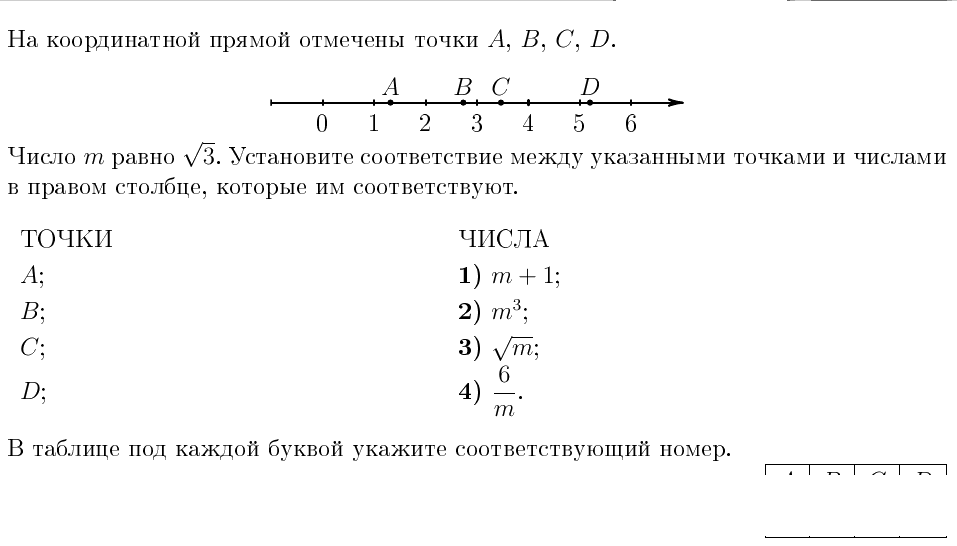 На координатной прямой отмечены точки A, B, C, D.
A B C D
0 1 2 3 4 5 6
Число m равно √3. Установите соответствие между указанными точками и числами
в правом столбце, которые им соответствуют.
ТОЧКИ ЧИСЛА
A; 1) m + 1;
B; 2) m³;
C; 3) √m;
D; 4) 6/m.
В таблице под каждой буквой укажите соответствующий номер.